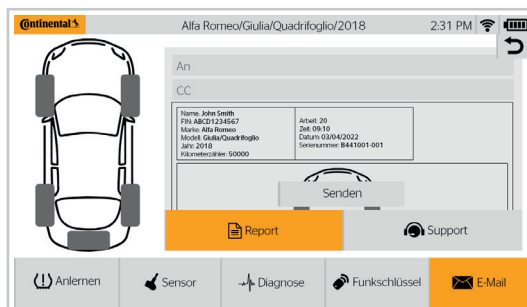 Continental
Alfa Romeo/Giulia/Quadrifoglio/2018
2:31 PM
An
CC
Name: John Smith
FIN: ABCD1234567
Marke: Alfa Romeo
Modell: Giulia/Quadrifoglio
Jahr: 2018
Kilometerzähler: 50000
Arbeit: 20
Zeit: 09:10
Datum: 03/04/2022
Seriennummer: B441001-001
Senden
Report
Support
Anlernen
Sensor
Diagnose
Funkschlüssel
E-Mail